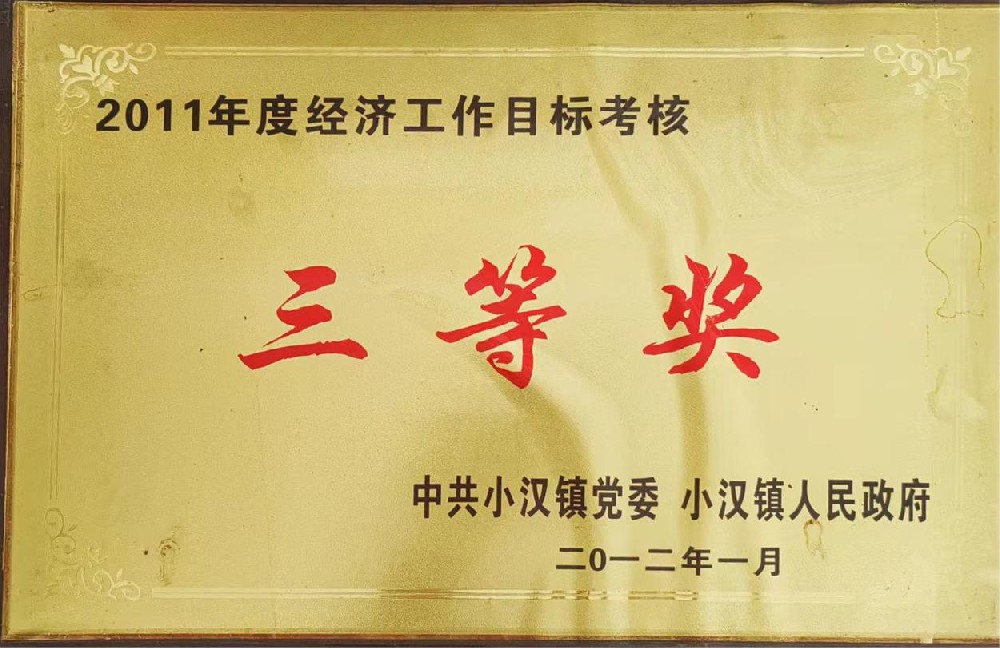 2011年度经济工作目标考核
三等奖
中共小汉镇党委 小汉镇人民政府
二0一二年一月